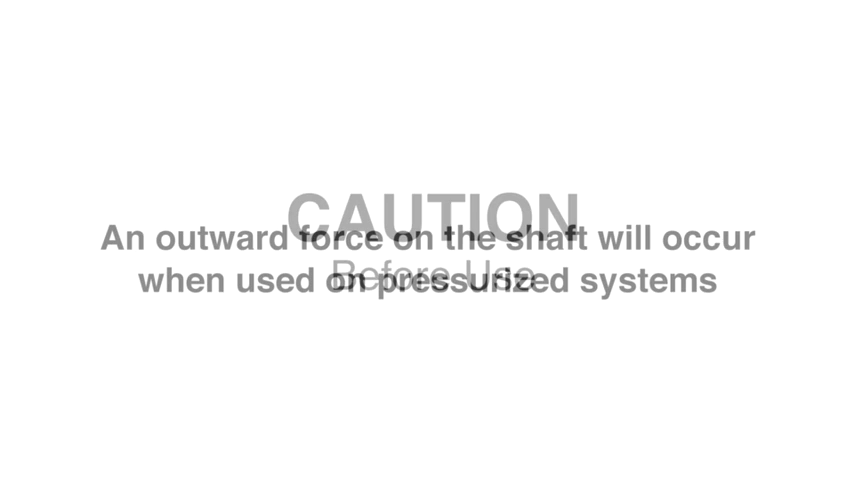 CAUTION
An outward force on the shaft will occur
Before Use
when used on pressurized systems